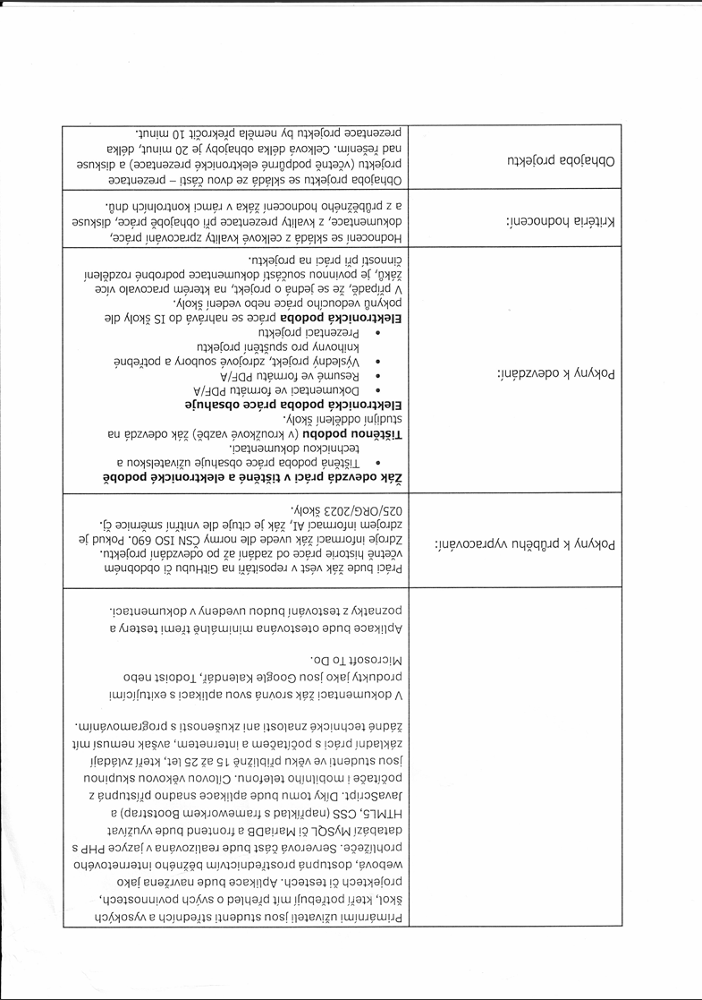 Primárními uživateli jsou studenti středních a vysokých
škol, kteří potřebují mít přehled o svých povinnostech,
projektech či testech. Aplikace bude navržena jako
webová, dostupná prostřednictvím běžného internetového
prohlížeče. Serverová část bude realizována v jazyce PHP s
databází MySQL či MariaDB a frontend bude využívat
HTML5, CSS (například s frameworkem Bootstrap) a
JavaScript. Díky tomu bude aplikace snadno přístupná z
počítače i mobilního telefonu. Cílovou věkovou skupinou
jsou studenti ve věku přibližně 15 až 25 let, kteří zvládají
základní práci s počítačem a internetem, avšak nemusí mít
žádné technické znalosti ani zkušenosti s programováním.
V dokumentaci žák srovná svou aplikaci s exitujícími
produkty jako jsou Google Kalendář, Todoist nebo
Microsoft To Do.
Aplikace bude otestována minimálně třemi testery a
poznatky z testování budou uvedeny v dokumentaci.
Pokyny k průběhu vypracování:
Práci bude žák vést v repositáři na GitHubu či obdobném
včetně historie práce od zadání až po odevzdání projektu.
Zdroje informací žák uvede dle normy ČSN ISO 690. Pokud je
zdrojem informací AI, žák je cituje dle vnitřní směrnice čj.
025/ORG/2023 školy.
Pokyny k odevzdání:
Žák odevzdá práci v tištěné a elektronické podobě
• Tištěná podoba práce obsahuje uživatelskou a
technickou dokumentaci.
Tištěnou podobu (v kroužkové vazbě) žák odevzdá na
studijní oddělení školy.
Elektronická podoba práce obsahuje
• Dokumentaci ve formátu PDF/A
• Resumé ve formátu PDF/A
• Výsledný projekt, zdrojové soubory a potřebné
knihovny pro spuštění projektu
• Prezentaci projektu
Elektronická podoba práce se nahrává do IS školy dle
pokynů vedoucího práce nebo vedení školy.
V případě, že se jedná o projekt, na kterém pracovalo více
žáků, je povinnou součástí dokumentace podrobné rozdělení
činností při práci na projektu.
Kritéria hodnocení:
Hodnocení se skládá z celkové kvality zpracování práce,
dokumentace, z kvality prezentace při obhajobě práce, diskuse
a z průběžného hodnocení žáka v rámci kontrolních dnů.
Obhajoba projektu
Obhajoba projektu se skládá ze dvou částí – prezentace
projektu (včetně podpůrné elektronické prezentace) a diskuse
nad řešením. Celková délka obhajoby je 20 minut, délka
prezentace projektu by neměla překročit 10 minut.